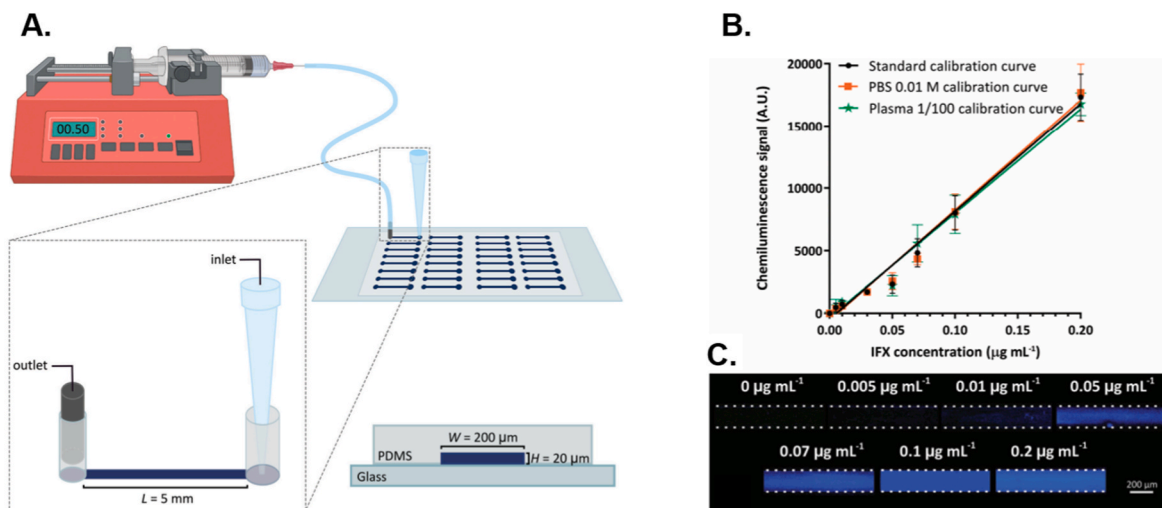 A.
00.50
inlet
outlet
L = 5 mm
W = 200 µm
PDMS
H = 20 µm
Glass
B.
Standard calibration curve
PBS 0.01 M calibration curve
Plasma 1/100 calibration curve
Chemiluminescence signal (A.U.)
20000
15000
10000
5000
0
0.00
0.05
0.10
0.15
0.20
IFX concentration (µg mL⁻¹)
C.
0 µg mL⁻¹
0.005 µg mL⁻¹
0.01 µg mL⁻¹
0.05 µg mL⁻¹
0.07 µg mL⁻¹
0.1 µg mL⁻¹
0.2 µg mL⁻¹
200 µm